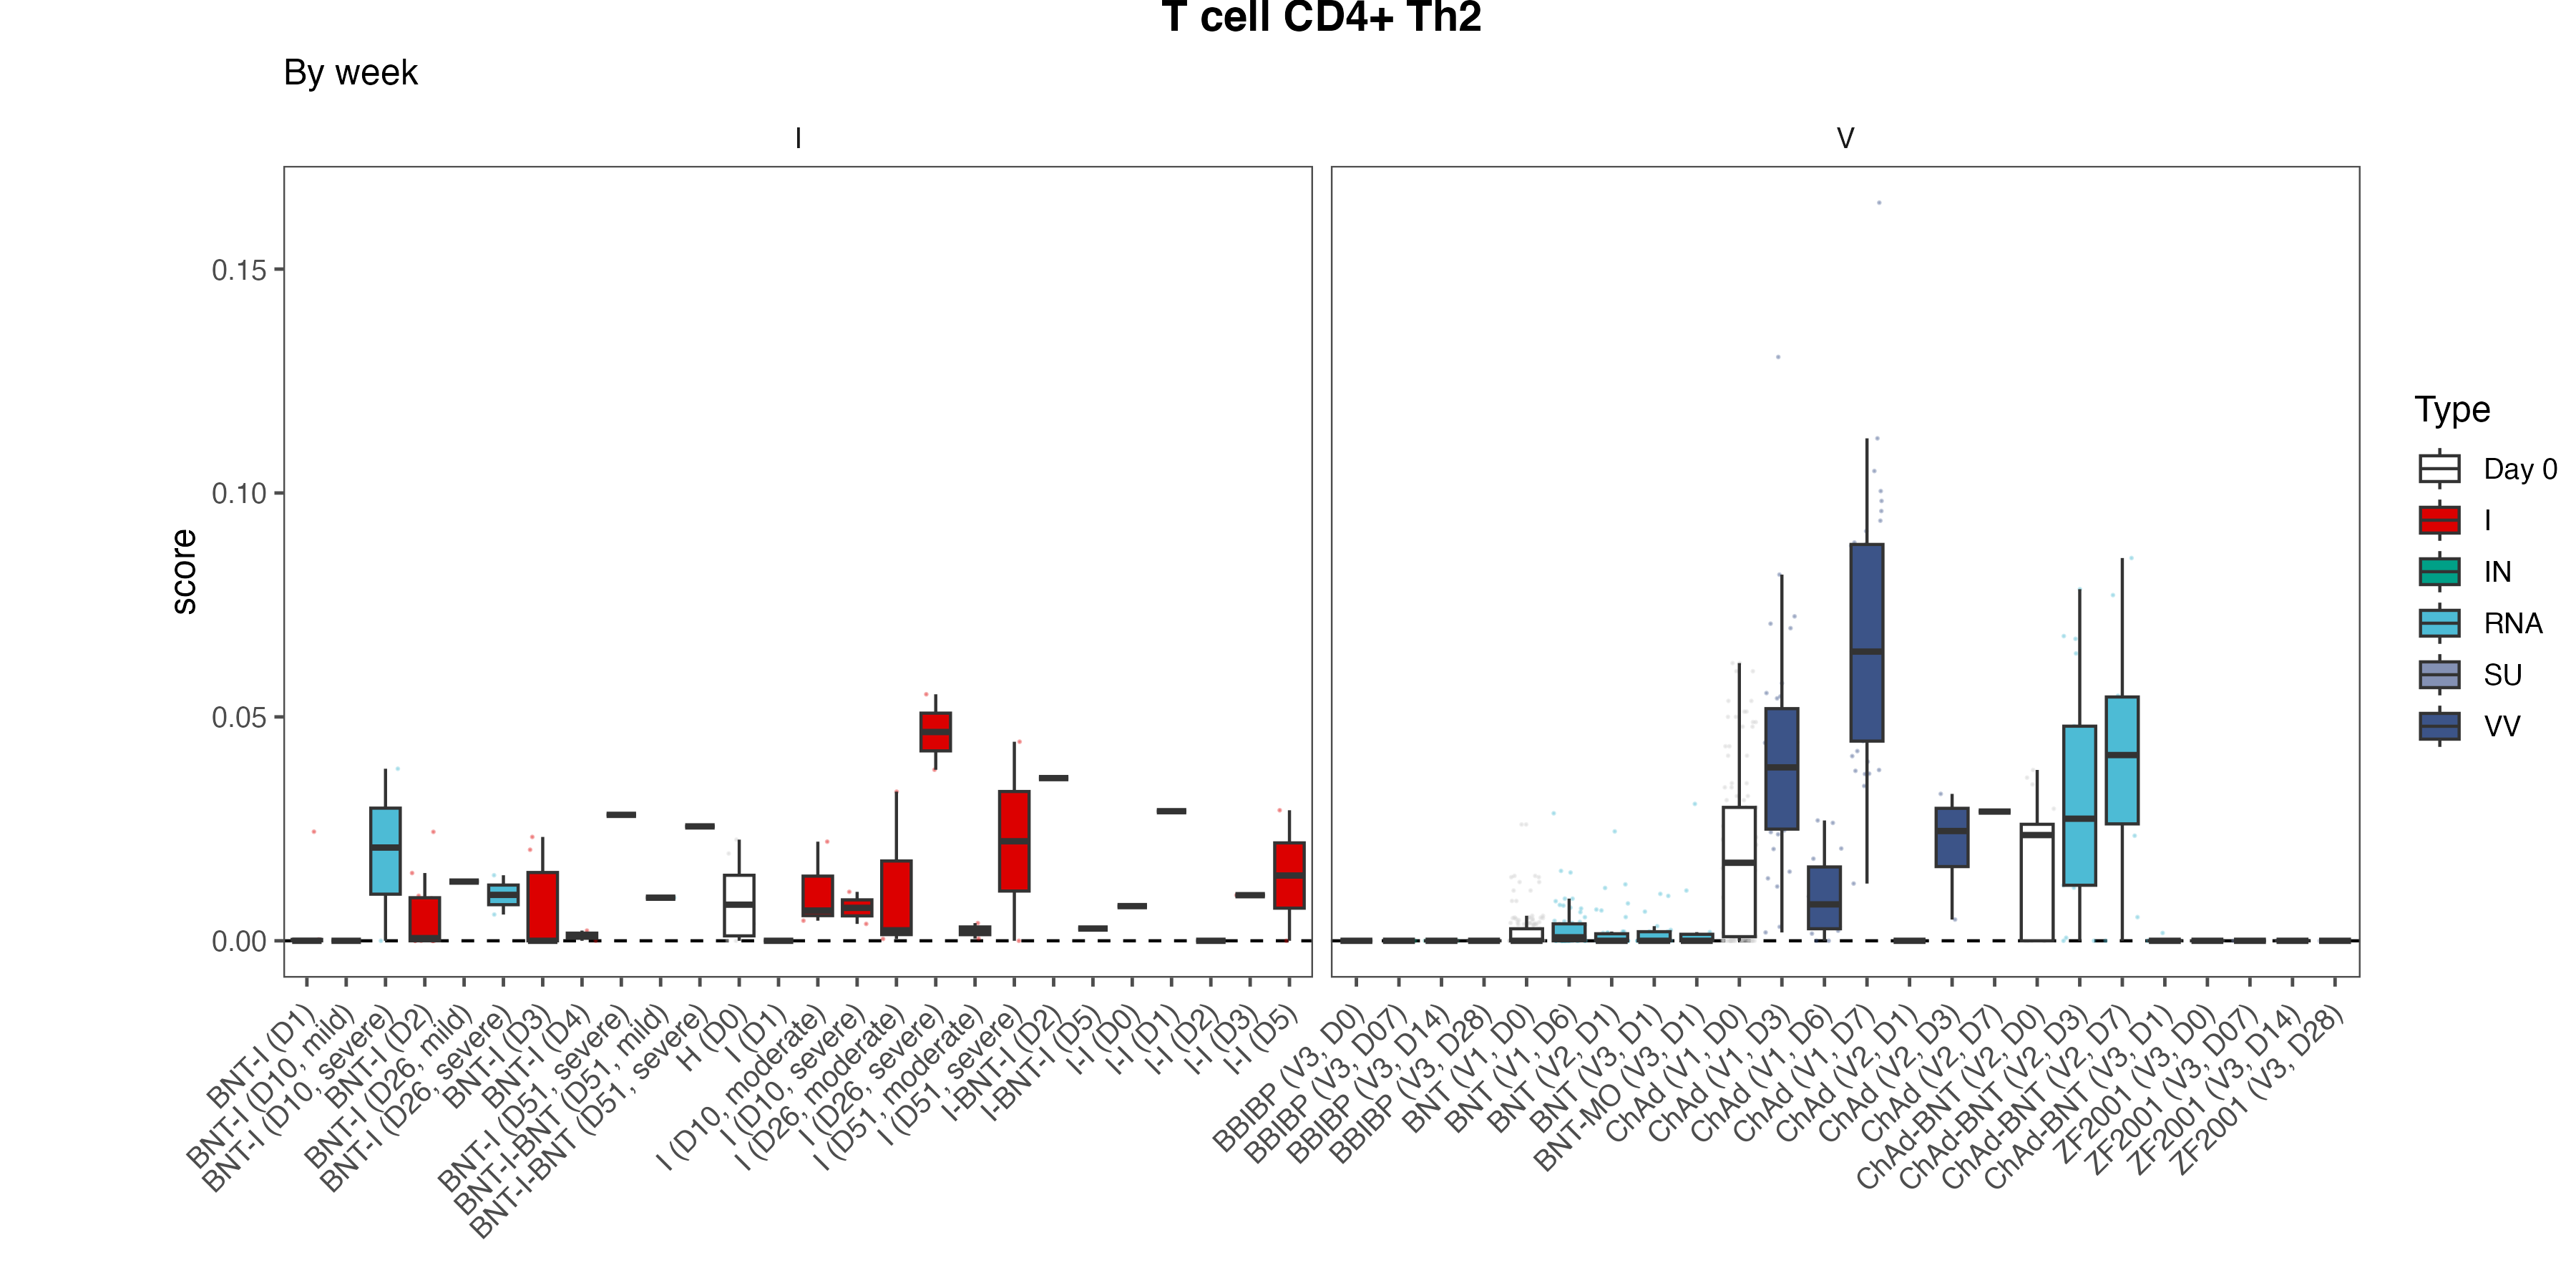 T cell CD4+ Th2
By week
I
V
score
0.15
0.10
0.05
0.00
BNT-I (D1)
BNT-I (D10, mild)
BNT-I (D10, severe)
BNT-I (D2)
BNT-I (D26, mild)
BNT-I (D26, severe)
BNT-I (D3)
BNT-I (D4)
BNT-I (D51, severe)
BNT-I-BNT (D51, mild)
BNT-I-BNT (D51, severe)
H (D0)
I (D1)
I (D10, moderate)
I (D10, severe)
I (D26, moderate)
I (D26, severe)
I (D51, moderate)
I (D51, severe)
I-BNT-I (D2)
I-BNT-I (D5)
I-I (D0)
I-I (D1)
I-I (D2)
I-I (D3)
I-I (D5)
BBIBP (V3, D0)
BBIBP (V3, D07)
BBIBP (V3, D14)
BBIBP (V3, D28)
BNT (V1, D0)
BNT (V1, D6)
BNT (V2, D1)
BNT (V3, D1)
BNT-MO (V3, D1)
ChAd (V1, D0)
ChAd (V1, D3)
ChAd (V1, D6)
ChAd (V1, D7)
ChAd (V2, D1)
ChAd (V2, D3)
ChAd (V2, D7)
ChAd-BNT (V2, D0)
ChAd-BNT (V2, D3)
ChAd-BNT (V2, D7)
ChAd-BNT (V3, D1)
ZF2001 (V3, D0)
ZF2001 (V3, D07)
ZF2001 (V3, D14)
ZF2001 (V3, D28)
Type
Day 0
I
IN
RNA
SU
VV